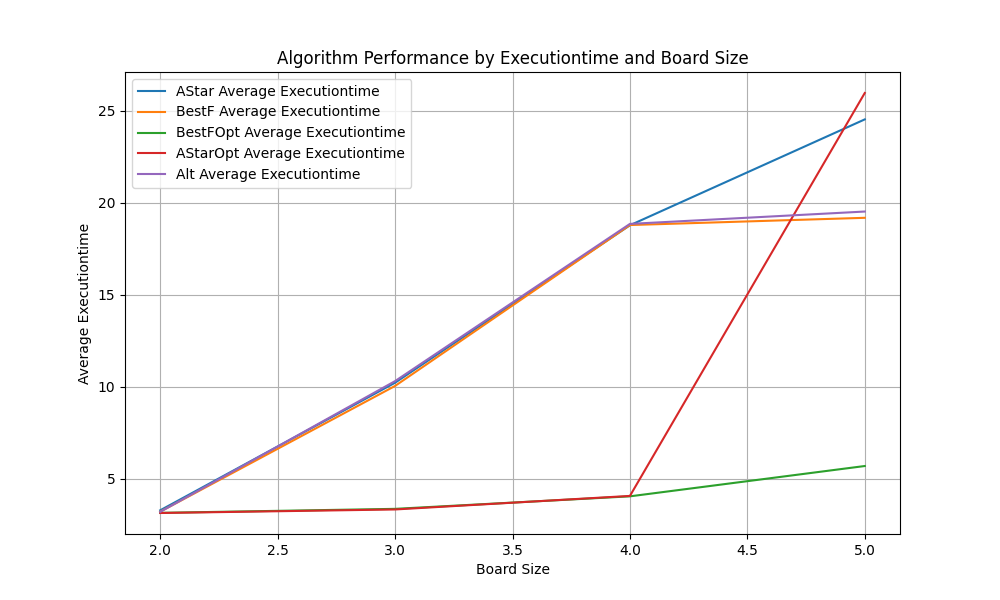 Algorithm Performance by Executiontime and Board Size
AStar Average Executiontime
BestF Average Executiontime
BestFOpt Average Executiontime
AStarOpt Average Executiontime
Alt Average Executiontime
25
20
15
10
5
Average Executiontime
2.0 2.5 3.0 3.5 4.0 4.5 5.0
Board Size